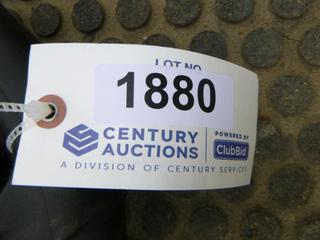 LOT NO.
1880
CENTURY
AUCTIONS
POWERED BY
ClubBid
A DIVISION OF CENTURY SERVICES